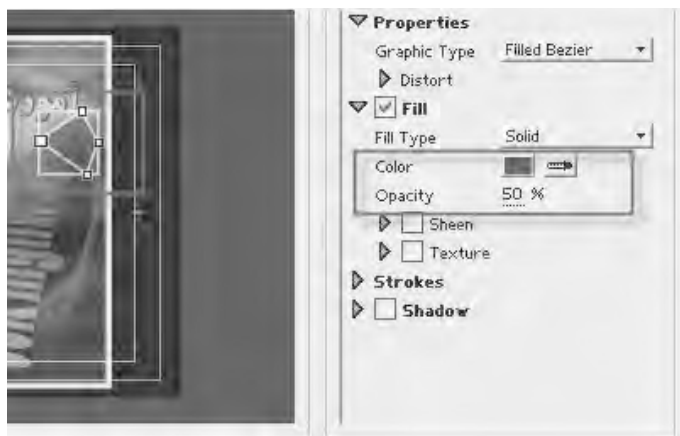 Properties
Graphic Type Filled Bezier
Distort
Fill
Fill Type Solid
Color
Opacity 50 %
Sheen
Texture
Strokes
Shadow